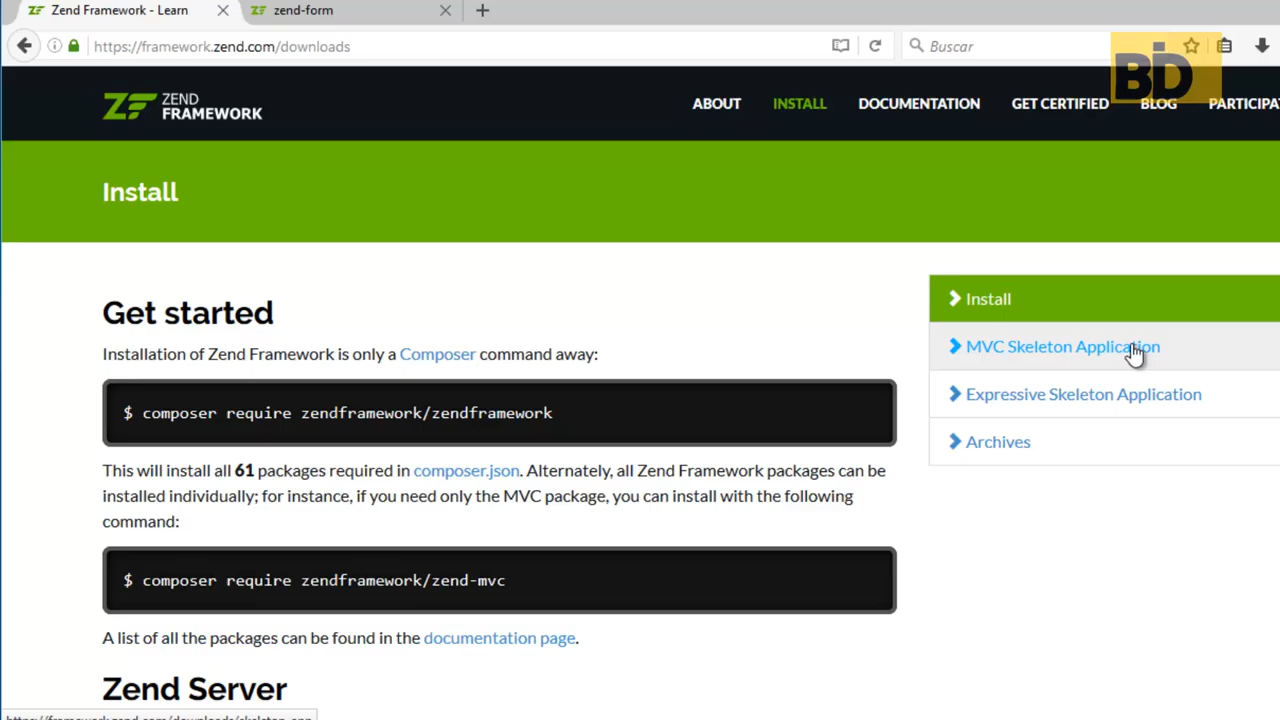 Zend Framework - Learn
zend-form
https://framework.zend.com/downloads
Buscar
BiD
ZEND
FRAMEWORK
ABOUT
INSTALL
DOCUMENTATION
GET CERTIFIED
BLOG
PARTICIPA
Install
Get started
Installation of Zend Framework is only a Composer command away:
$ composer require zendframework/zendframework
This will install all 61 packages required in composer.json. Alternately, all Zend Framework packages can be
installed individually; for instance, if you need only the MVC package, you can install with the following
command:
$ composer require zendframework/zend-mvc
A list of all the packages can be found in the documentation page.
Zend Server
Install
MVC Skeleton Application
Expressive Skeleton Application
Archives